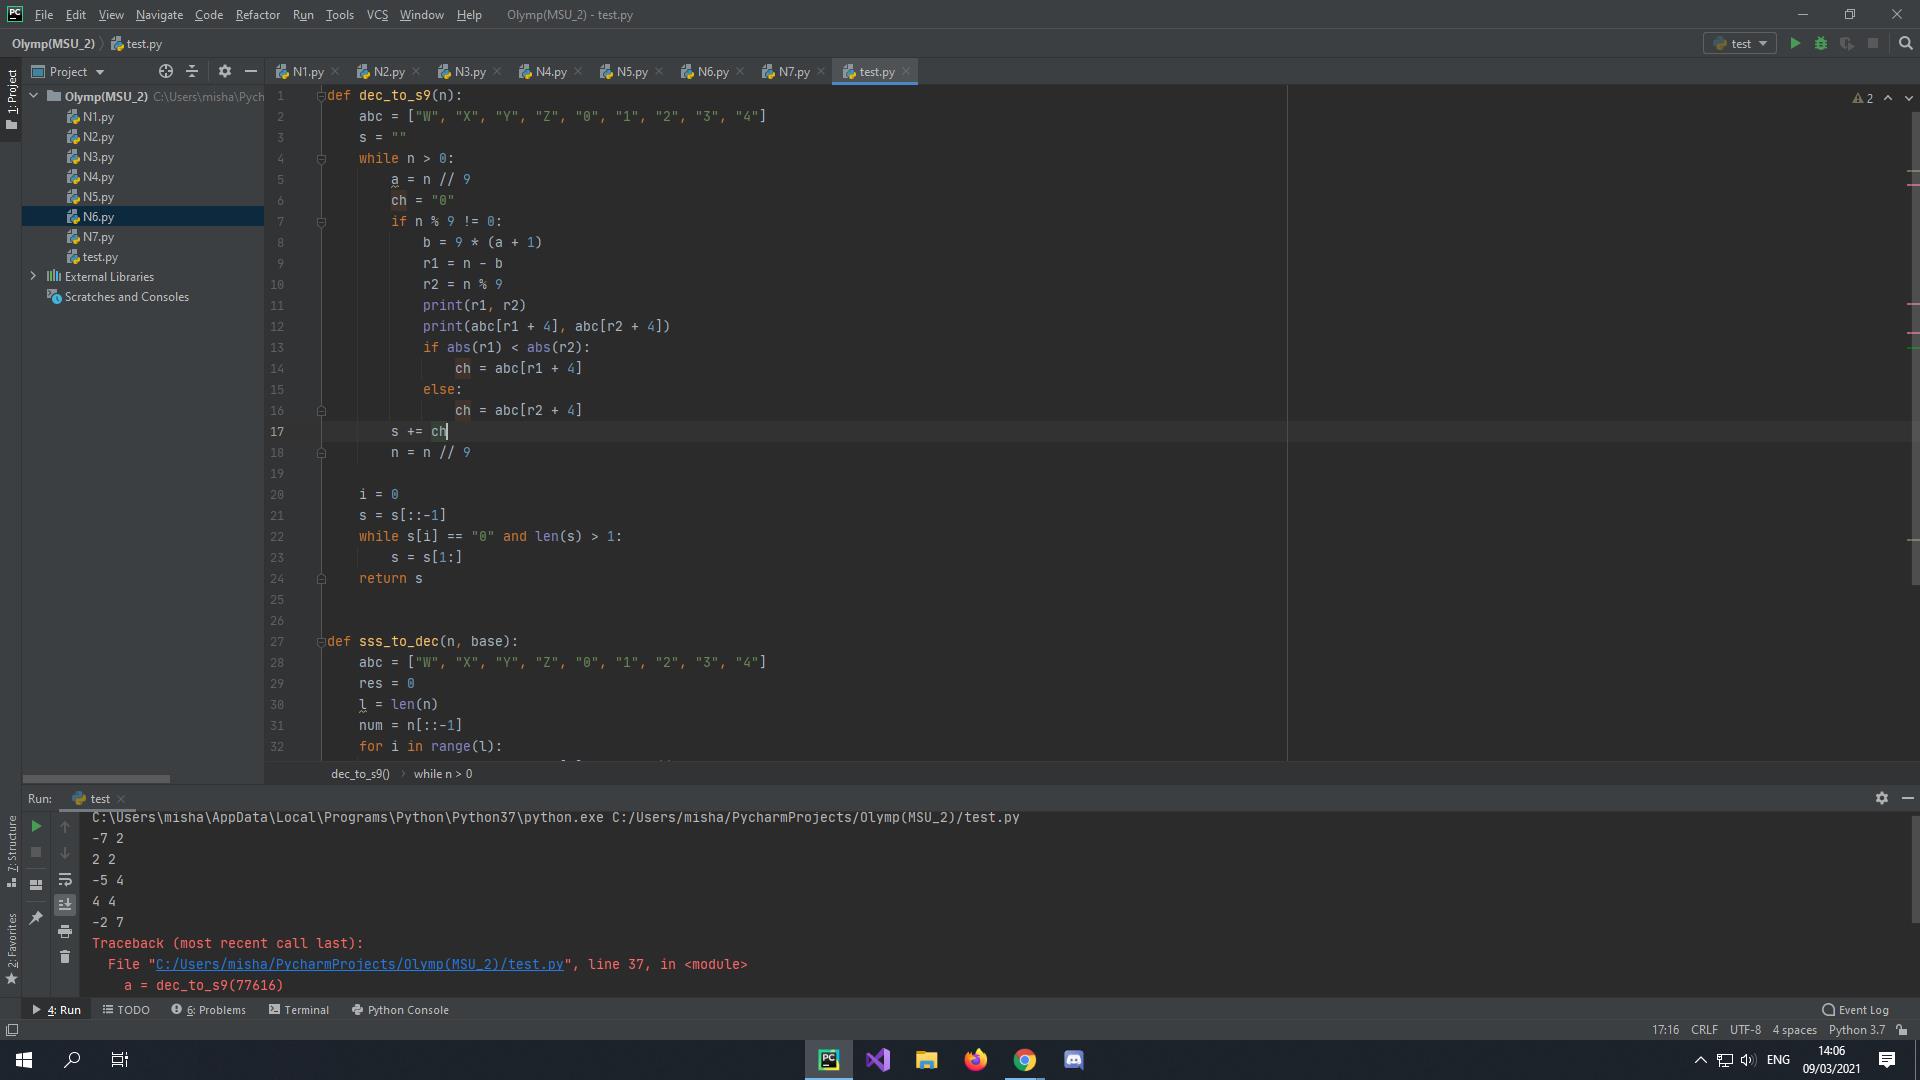 File Edit View Navigate Code Refactor Run Tools VCS Window Help Olymp(MSU_2) - test.py
Olymp(MSU_2) test.py
test
1: Project
Project
N1.py N2.py N3.py N4.py N5.py N6.py N7.py test.py
Olymp(MSU_2) C:\Users\misha\Pych
N1.py
N2.py
N3.py
N4.py
N5.py
N6.py
N7.py
test.py
External Libraries
Scratches and Consoles
2
1 def dec_to_s9(n):
2 abc = ["W", "X", "Y", "Z", "0", "1", "2", "3", "4"]
3 s = ""
4 while n > 0:
5 a = n // 9
6 ch = "0"
7 if n % 9 != 0:
8 b = 9 * (a + 1)
9 r1 = n - b
10 r2 = n % 9
11 print(r1, r2)
12 print(abc[r1 + 4], abc[r2 + 4])
13 if abs(r1) < abs(r2):
14 ch = abc[r1 + 4]
15 else:
16 ch = abc[r2 + 4]
17 s += ch
18 n = n // 9
19
20 i = 0
21 s = s[::-1]
22 while s[i] == "0" and len(s) > 1:
23 s = s[1:]
24 return s
25
26
27 def sss_to_dec(n, base):
28 abc = ["W", "X", "Y", "Z", "0", "1", "2", "3", "4"]
29 res = 0
30 l = len(n)
31 num = n[::-1]
32 for i in range(l):
dec_to_s9() while n > 0
Run: test
C:\Users\misha\AppData\Local\Programs\Python\Python37\python.exe C:/Users/misha/PycharmProjects/Olymp(MSU_2)/test.py
-7 2
2 2
-5 4
4 4
-2 7
Traceback (most recent call last):
File "C:/Users/misha/PycharmProjects/Olymp(MSU_2)/test.py", line 37, in <module>
a = dec_to_s9(77616)
7: Structure
2: Favorites
4: Run TODO 6: Problems Terminal Python Console Event Log
17:16 CRLF UTF-8 4 spaces Python 3.7
PC ENG 14:06
09/03/2021